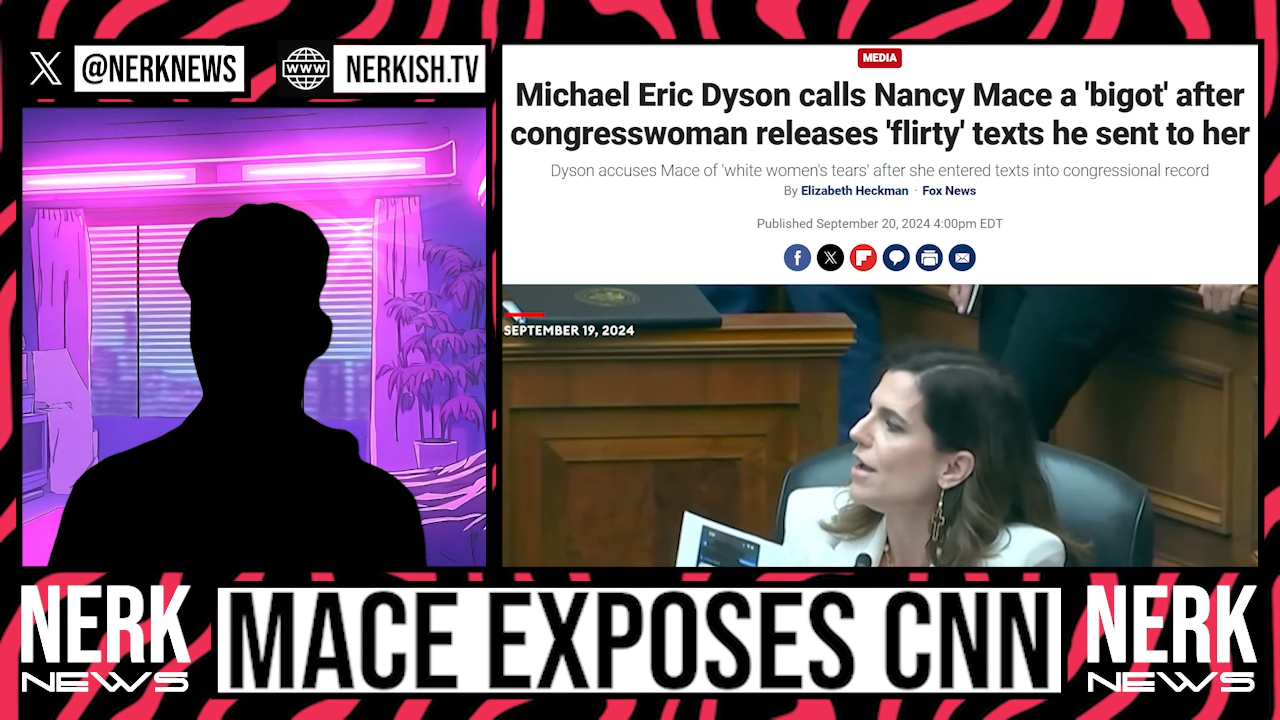 X @NERKNEWS
WWW NERKISH.TV
MEDIA
Michael Eric Dyson calls Nancy Mace a 'bigot' after
congresswoman releases 'flirty' texts he sent to her
Dyson accuses Mace of 'white women's tears' after she entered texts into congressional record
By Elizabeth Heckman · Fox News
Published September 20, 2024 4:00pm EDT
SEPTEMBER 19, 2024
NERK
NEWS
MACE EXPOSES CNN
NERK
NEWS